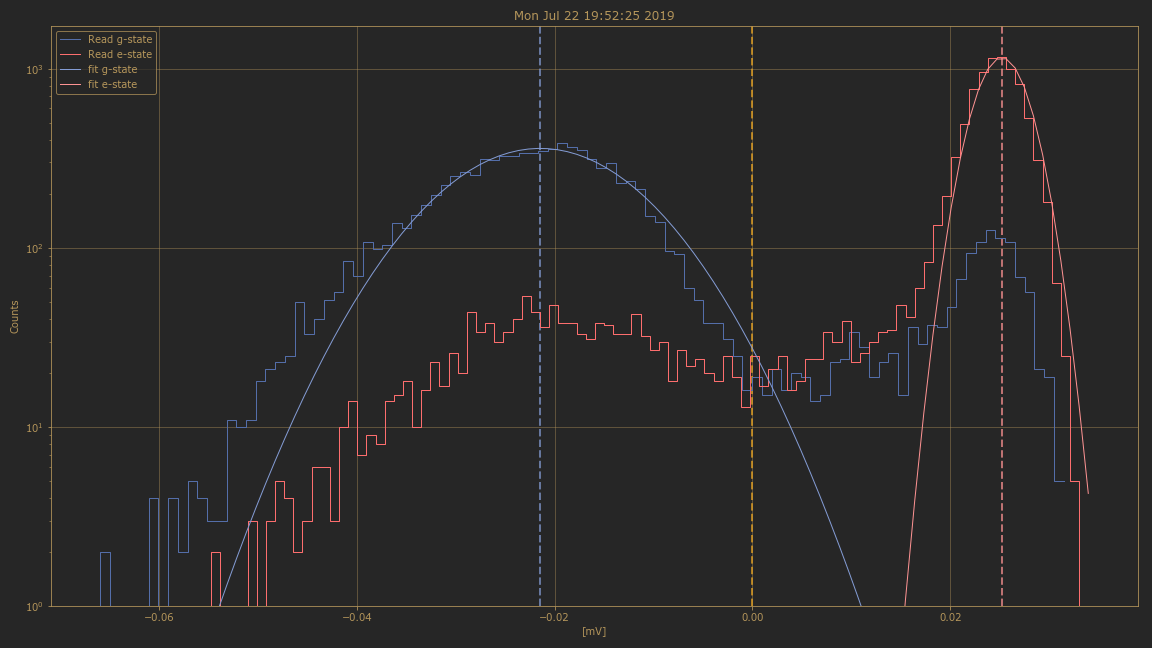 Mon Jul 22 19:52:25 2019
Read g-state
Read e-state
fit g-state
fit e-state
10³
10²
10¹
10⁰
Counts
−0.06
−0.04
−0.02
0.00
0.02
[mV]